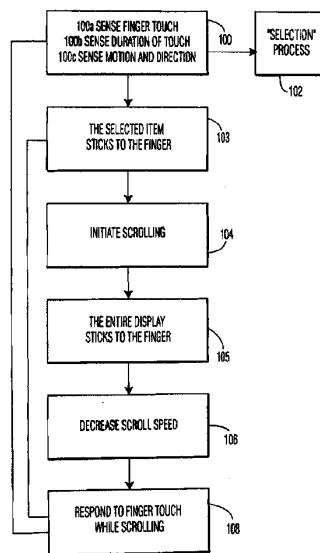 100a SENSE FINGER TOUCH
100b SENSE DURATION OF TOUCH
100c SENSE MOTION AND DIRECTION
100
"SELECTION"
PROCESS
102
THE SELECTED ITEM
STICKS TO THE FINGER
103
INITIATE SCROLLING
104
THE ENTIRE DISPLAY
STICKS TO THE FINGER
105
DECREASE SCROLL SPEED
106
RESPOND TO FINGER TOUCH
WHILE SCROLLING
108